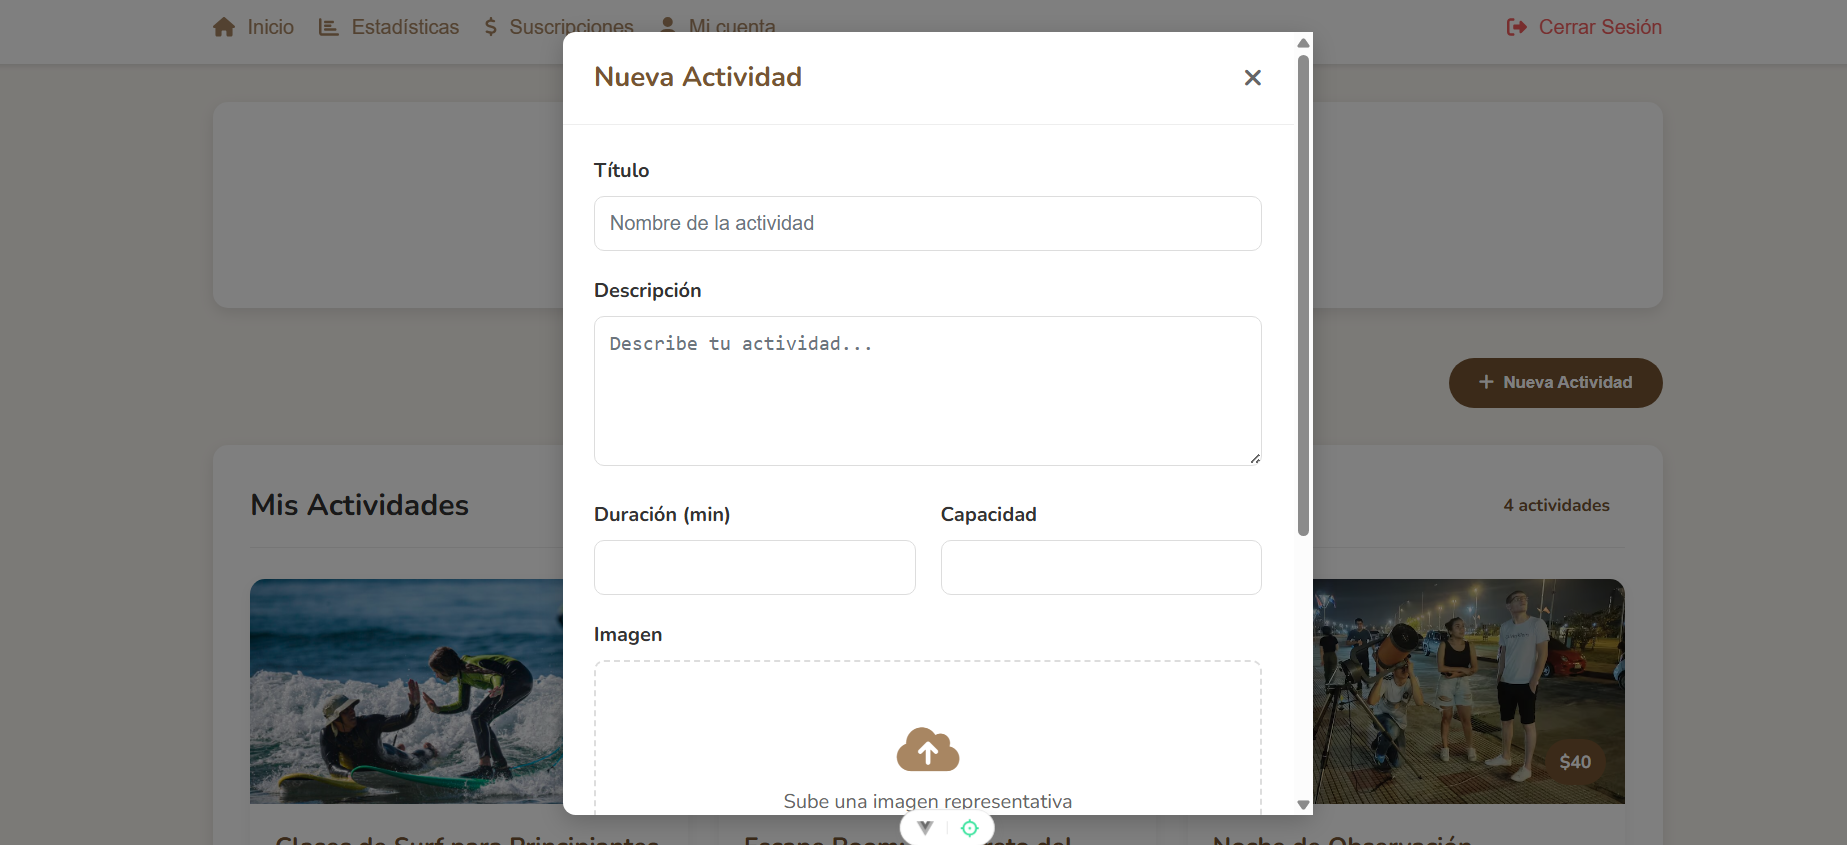 Inicio
Estadísticas
Suscripciones
Mi cuenta
Cerrar Sesión
Nueva Actividad
Título
Nombre de la actividad
Descripción
Describe tu actividad...
Nueva Actividad
Mis Actividades
4 actividades
Duración (min)
Capacidad
Imagen
$40
Sube una imagen representativa
Clases de Surf para Principiantes
Escape Room:
del
Noche de Observación